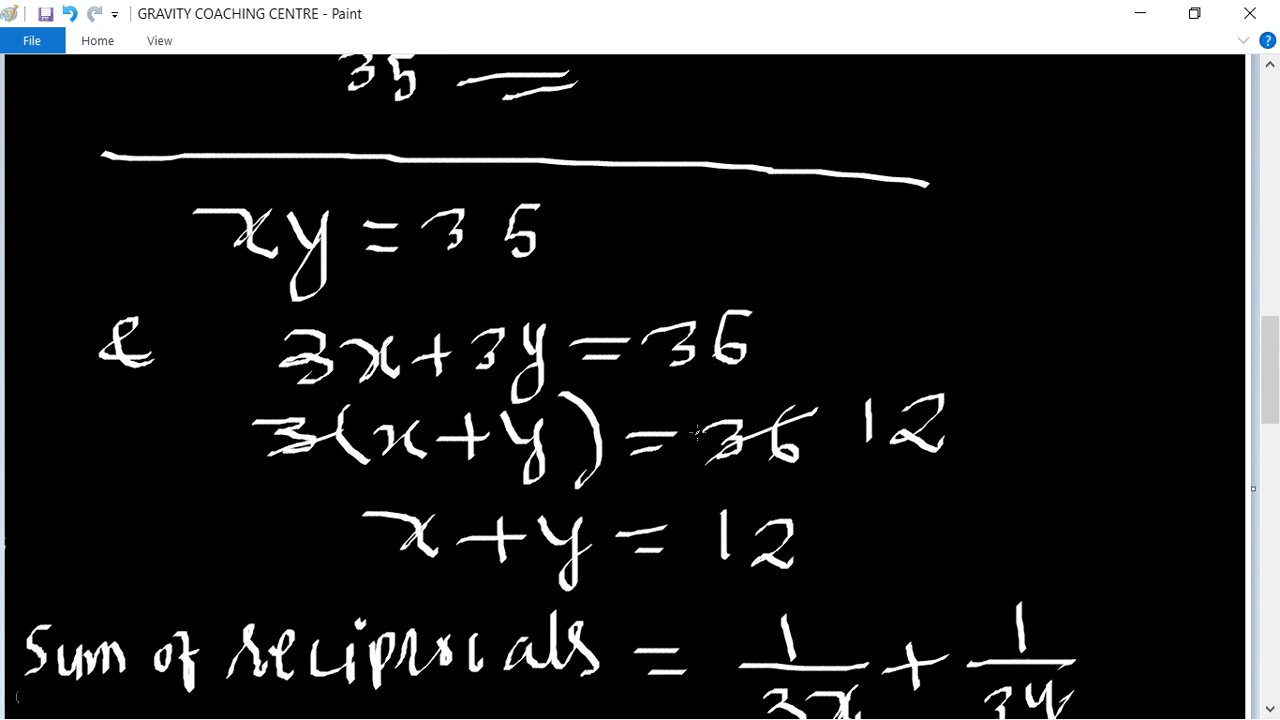 GRAVITY COACHING CENTRE - Paint
File Home View
35
xy = 35
& 3x + 3y = 36
3(x + y) = 36 12
x + y = 12
Sum of reciprocals = 1/3x + 1/3y